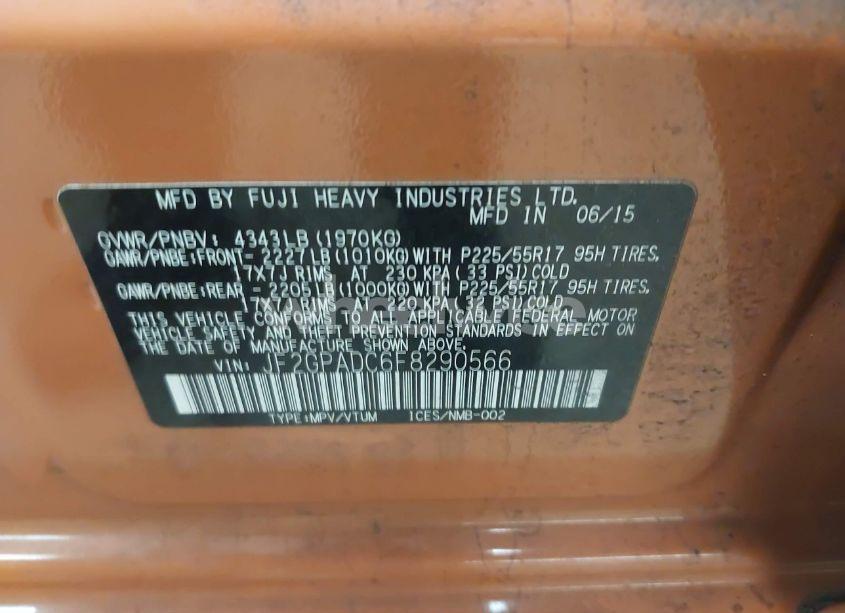 MFD BY FUJI HEAVY INDUSTRIES LTD.
MFD IN 06/15
GVWR/PNBV: 4343LB (1970KG)
GAWR/PNBE:FRONT- 2227LB (1010KG) WITH P225/55R17 95H TIRES,
17X7J RIMS, AT 230 KPA( 33 PSI)COLD
GAWR/PNBE:REAR - 2205LB (1000KG) WITH P225/55R17 95H TIRES,
17X7J RIMS, AT 220 KPA( 32 PSI)COLD
THIS VEHICLE CONFORMS TO ALL APPLICABLE FEDERAL MOTOR
VEHICLE SAFETY AND THEFT PREVENTION STANDARDS IN EFFECT ON
THE DATE OF MANUFACTURE SHOWN ABOVE.
VIN: JF2GPADC6F8290566
TYPE:MPV/VTUM ICES/NMB-002